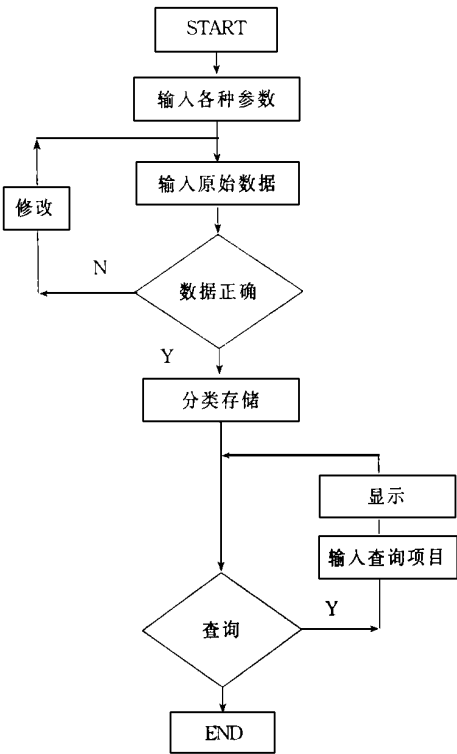 START
输入各种参数
输入原始数据
修改
N
数据正确
Y
分类存储
显示
输入查询项目
Y
查询
END